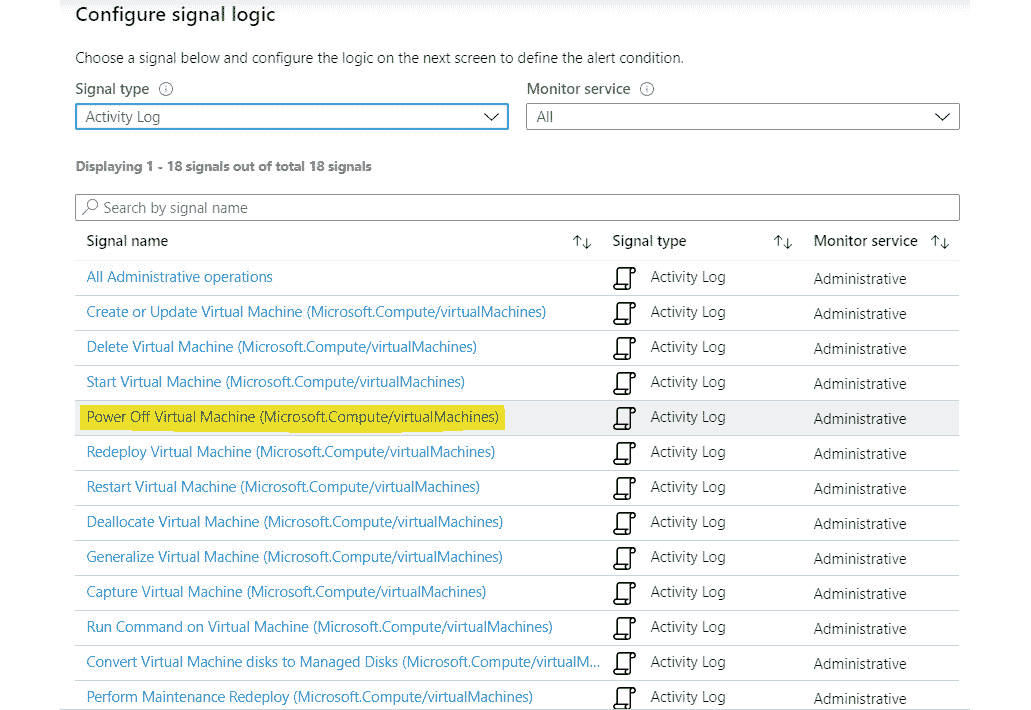 Configure signal logic
Choose a signal below and configure the logic on the next screen to define the alert condition.
Signal type Monitor service
Activity Log All
Displaying 1 - 18 signals out of total 18 signals
Search by signal name
Signal name Signal type Monitor service
All Administrative operations Activity Log Administrative
Create or Update Virtual Machine (Microsoft.Compute/virtualMachines) Activity Log Administrative
Delete Virtual Machine (Microsoft.Compute/virtualMachines) Activity Log Administrative
Start Virtual Machine (Microsoft.Compute/virtualMachines) Activity Log Administrative
Power Off Virtual Machine (Microsoft.Compute/virtualMachines) Activity Log Administrative
Redeploy Virtual Machine (Microsoft.Compute/virtualMachines) Activity Log Administrative
Restart Virtual Machine (Microsoft.Compute/virtualMachines) Activity Log Administrative
Deallocate Virtual Machine (Microsoft.Compute/virtualMachines) Activity Log Administrative
Generalize Virtual Machine (Microsoft.Compute/virtualMachines) Activity Log Administrative
Capture Virtual Machine (Microsoft.Compute/virtualMachines) Activity Log Administrative
Run Command on Virtual Machine (Microsoft.Compute/virtualMachines) Activity Log Administrative
Convert Virtual Machine disks to Managed Disks (Microsoft.Compute/virtualM... Activity Log Administrative
Perform Maintenance Redeploy (Microsoft.Compute/virtualMachines) Activity Log Administrative